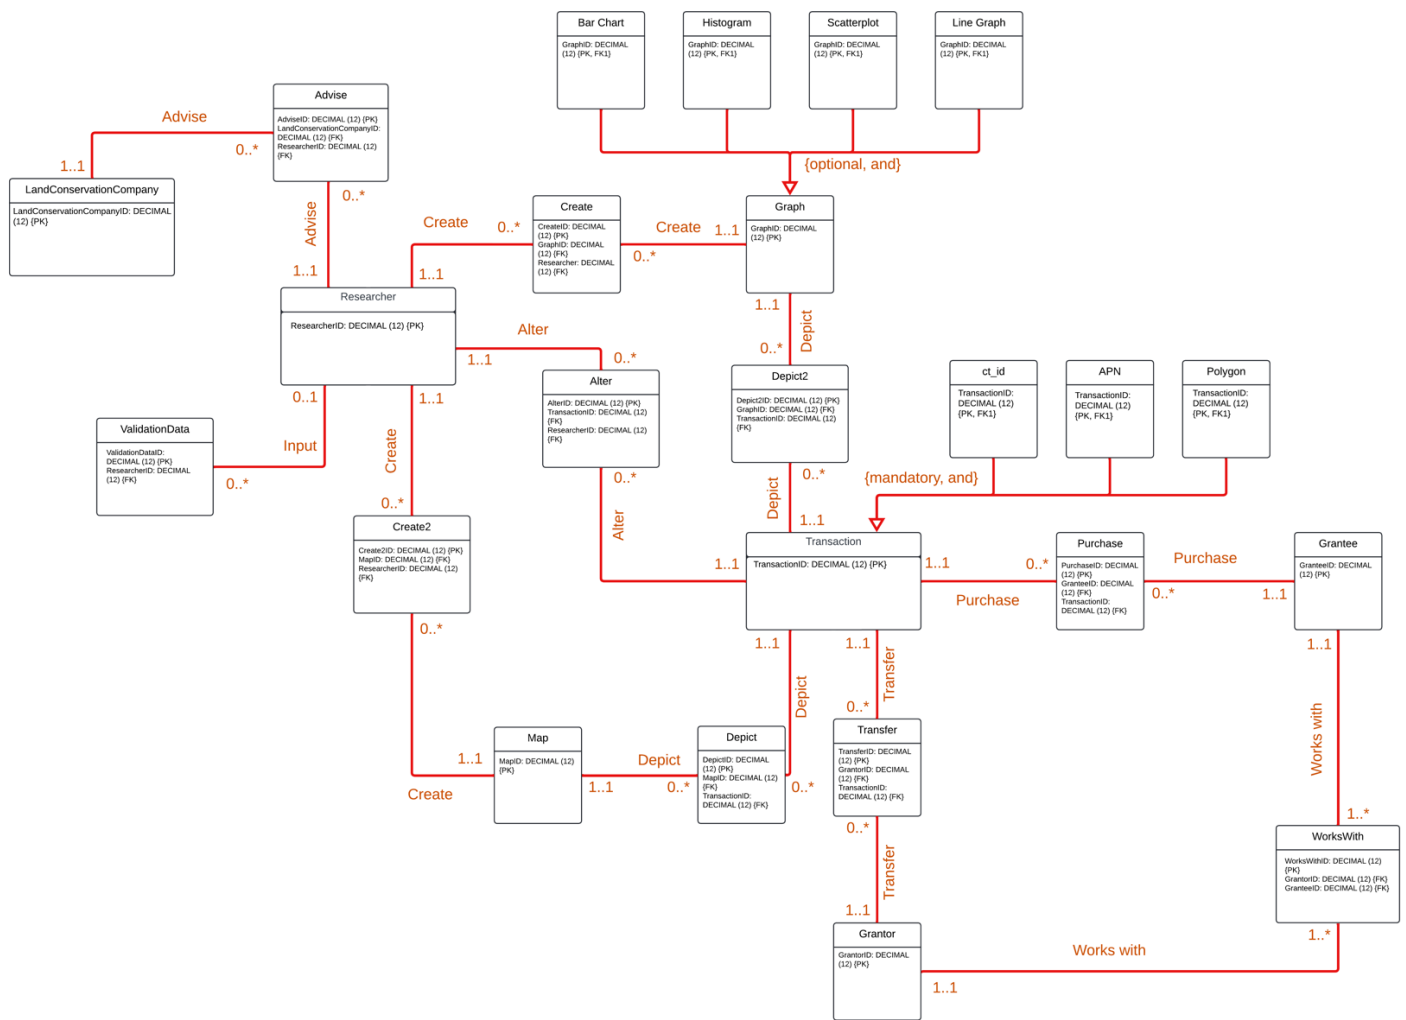 Bar Chart
GraphID: DECIMAL
(12) {PK, FK1}
Histogram
GraphID: DECIMAL
(12) {PK, FK1}
Scatterplot
GraphID: DECIMAL
(12) {PK, FK1}
Line Graph
GraphID: DECIMAL
(12) {PK, FK1}
{optional, and}
Advise
AdviseID: DECIMAL (12) {PK}
LandConservationCompanyID:
DECIMAL (12) {FK}
ResearcherID: DECIMAL (12)
{FK}
Advise
0..*
1..1
LandConservationCompany
LandConservationCompanyID: DECIMAL
(12) {PK}
0..*
Advise
1..1
Create
0..*
1..1
Create
CreateID: DECIMAL
(12) {PK}
GraphID: DECIMAL
(12) {FK}
Researcher: DECIMAL
(12) {FK}
Create
0..*
1..1
Graph
GraphID: DECIMAL
(12) {PK}
1..1
Depict
0..*
Researcher
ResearcherID: DECIMAL (12) {PK}
Alter
1..1
0..*
0..1
1..1
Alter
AlterID: DECIMAL (12) {PK}
TransactionID: DECIMAL (12)
{FK}
ResearcherID: DECIMAL (12)
{FK}
0..*
Alter
1..1
Depict2
Depict2ID: DECIMAL (12) {PK}
GraphID: DECIMAL (12) {FK}
TransactionID: DECIMAL (12)
{FK}
0..*
Depict
1..1
ct_id
TransactionID:
DECIMAL (12)
{PK, FK1}
APN
TransactionID:
DECIMAL (12)
{PK, FK1}
Polygon
TransactionID:
DECIMAL (12)
{PK, FK1}
{mandatory, and}
ValidationData
ValidationDataID:
DECIMAL (12) {PK}
ResearcherID: DECIMAL
(12) {FK}
Input
0..*
Create
0..*
Create2
Create2ID: DECIMAL (12) {PK}
MapID: DECIMAL (12) {FK}
ResearcherID: DECIMAL (12)
{FK}
0..*
Transaction
TransactionID: DECIMAL (12) {PK}
1..1
0..*
Purchase
Purchase
PurchaseID: DECIMAL
(12) {PK}
GranteeID: DECIMAL
(12) {FK}
TransactionID:
DECIMAL (12) {FK}
Purchase
0..*
1..1
Grantee
GranteeID: DECIMAL
(12) {PK}
1..1
Works with
1..*
1..1
Depict
1..1
Transfer
0..*
1..1
Create
Map
MapID: DECIMAL (12)
{PK}
Depict
1..1
0..*
Depict
DepictID: DECIMAL
(12) {PK}
MapID: DECIMAL (12)
{FK}
TransactionID:
DECIMAL (12) {FK}
0..*
Transfer
TransferID: DECIMAL
(12) {PK}
GrantorID: DECIMAL
(12) {FK}
TransactionID:
DECIMAL (12) {FK}
0..*
Transfer
1..1
WorksWith
WorksWithID: DECIMAL (12)
{PK}
GrantorID: DECIMAL (12) {FK}
GranteeID: DECIMAL (12) {FK}
1..*
Grantor
GrantorID: DECIMAL
(12) {PK}
Works with
1..1